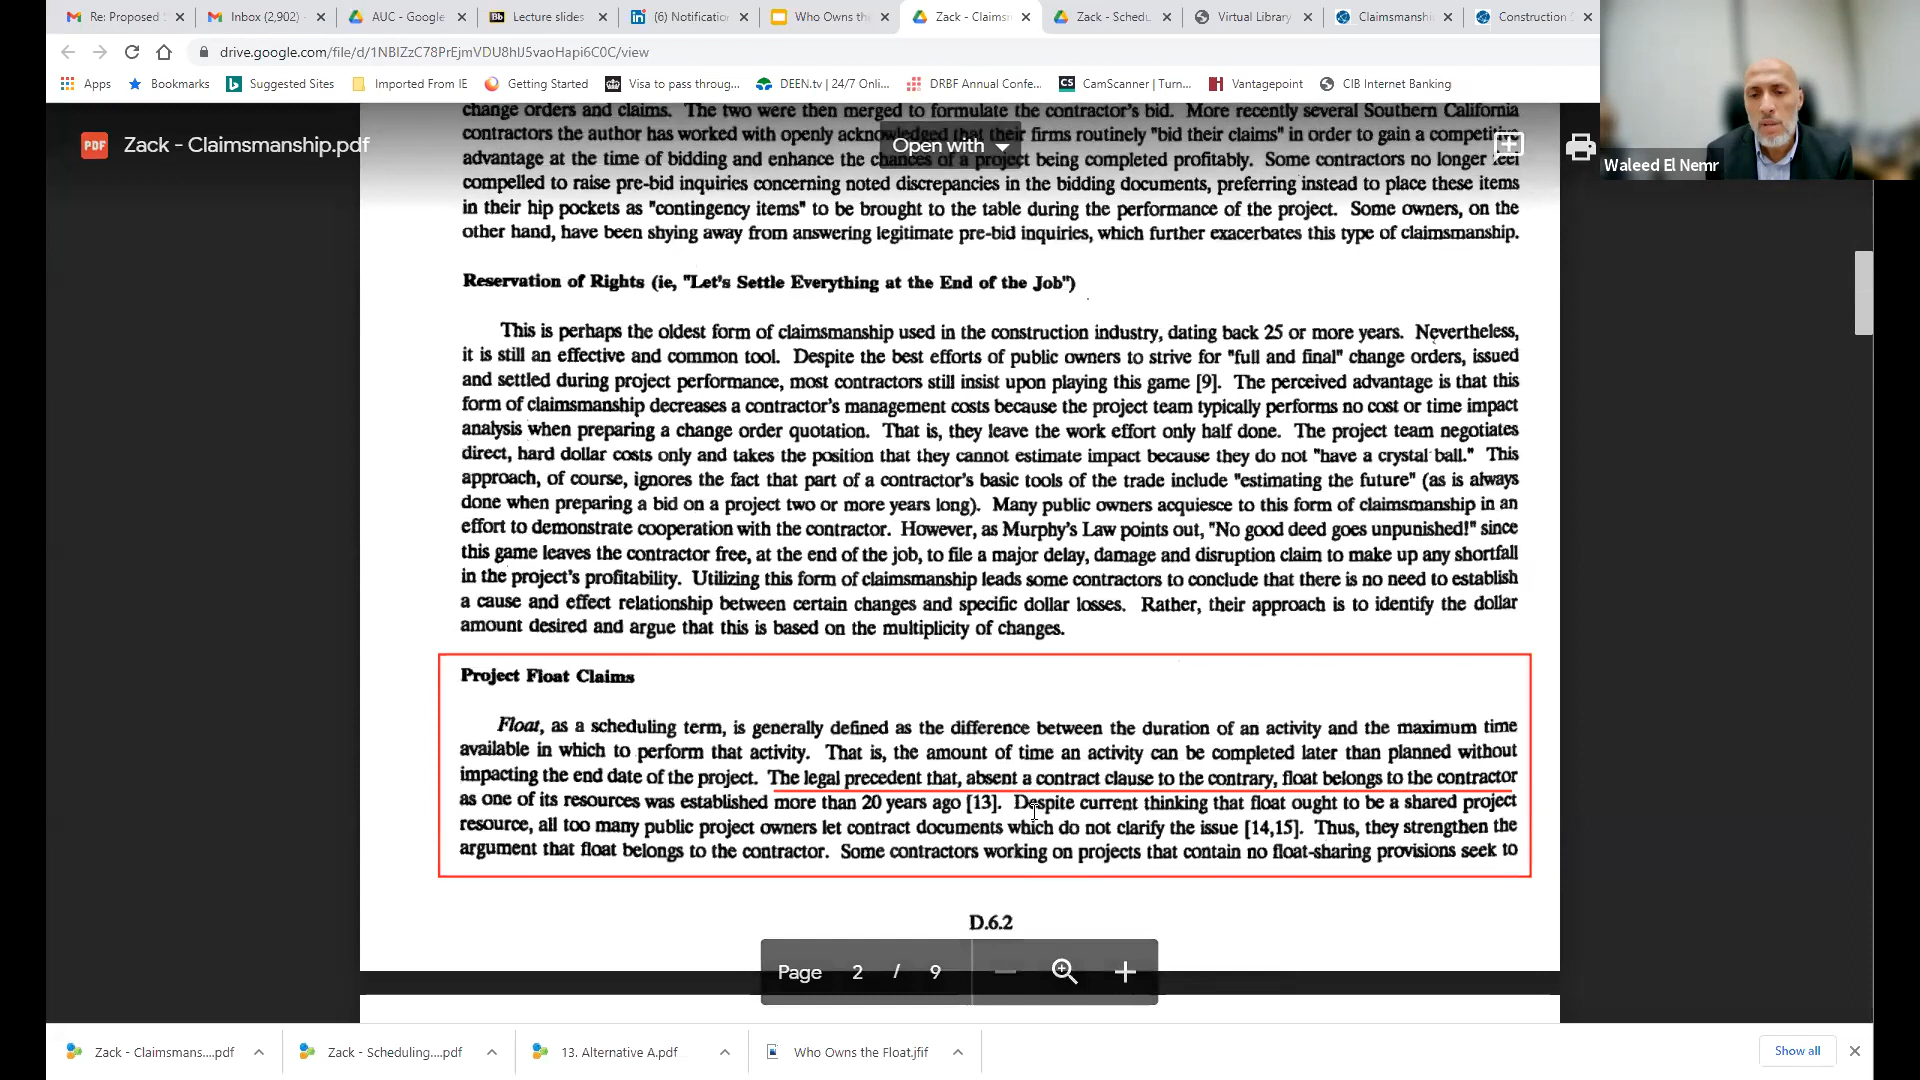 Re: Proposed
Inbox (2,902)
AUC - Google
Lecture slides
(6) Notificatio
Who Owns the
Zack - Claimsm
Zack - Schedu
Virtual Library
Claimsmanshi
Construction
drive.google.com/file/d/1NBIZzC78PrEjmVDU8hlJ5vaoHapi6C0C/view
Apps
Bookmarks
Suggested Sites
Imported From IE
Getting Started
Visa to pass throug...
DEEN.tv | 24/7 Onli...
DRBF Annual Confe...
CS
CamScanner | Turn...
Vantagepoint
CIB Internet Banking
PDF
Zack - Claimsmanship.pdf
Open with
Waleed El Nemr
change orders and claims. The two were then merged to formulate the contractor's bid. More recently several Southern California
contractors the author has worked with openly acknowledged that their firms routinely "bid their claims" in order to gain a competitive
advantage at the time of bidding and enhance the chances of a project being completed profitably. Some contractors no longer feel
compelled to raise pre-bid inquiries concerning noted discrepancies in the bidding documents, preferring instead to place these items
in their hip pockets as "contingency items" to be brought to the table during the performance of the project. Some owners, on the
other hand, have been shying away from answering legitimate pre-bid inquiries, which further exacerbates this type of claimsmanship.
Reservation of Rights (ie, "Let's Settle Everything at the End of the Job")
This is perhaps the oldest form of claimsmanship used in the construction industry, dating back 25 or more years. Nevertheless,
it is still an effective and common tool. Despite the best efforts of public owners to strive for "full and final" change orders, issued
and settled during project performance, most contractors still insist upon playing this game [9]. The perceived advantage is that this
form of claimsmanship decreases a contractor's management costs because the project team typically performs no cost or time impact
analysis when preparing a change order quotation. That is, they leave the work effort only half done. The project team negotiates
direct, hard dollar costs only and takes the position that they cannot estimate impact because they do not "have a crystal ball." This
approach, of course, ignores the fact that part of a contractor's basic tools of the trade include "estimating the future" (as is always
done when preparing a bid on a project two or more years long). Many public owners acquiesce to this form of claimsmanship in an
effort to demonstrate cooperation with the contractor. However, as Murphy's Law points out, "No good deed goes unpunished!" since
this game leaves the contractor free, at the end of the job, to file a major delay, damage and disruption claim to make up any shortfall
in the project's profitability. Utilizing this form of claimsmanship leads some contractors to conclude that there is no need to establish
a cause and effect relationship between certain changes and specific dollar losses. Rather, their approach is to identify the dollar
amount desired and argue that this is based on the multiplicity of changes.
Project Float Claims
Float, as a scheduling term, is generally defined as the difference between the duration of an activity and the maximum time
available in which to perform that activity. That is, the amount of time an activity can be completed later than planned without
impacting the end date of the project. The legal precedent that, absent a contract clause to the contrary, float belongs to the contractor
as one of its resources was established more than 20 years ago [13]. Despite current thinking that float ought to be a shared project
resource, all too many public project owners let contract documents which do not clarify the issue [14,15]. Thus, they strengthen the
argument that float belongs to the contractor. Some contractors working on projects that contain no float-sharing provisions seek to
D.6.2
Page 2 / 9
Zack - Claimsmans....pdf
Zack - Scheduling....pdf
13. Alternative A.pdf
Who Owns the Float.jfif
Show all